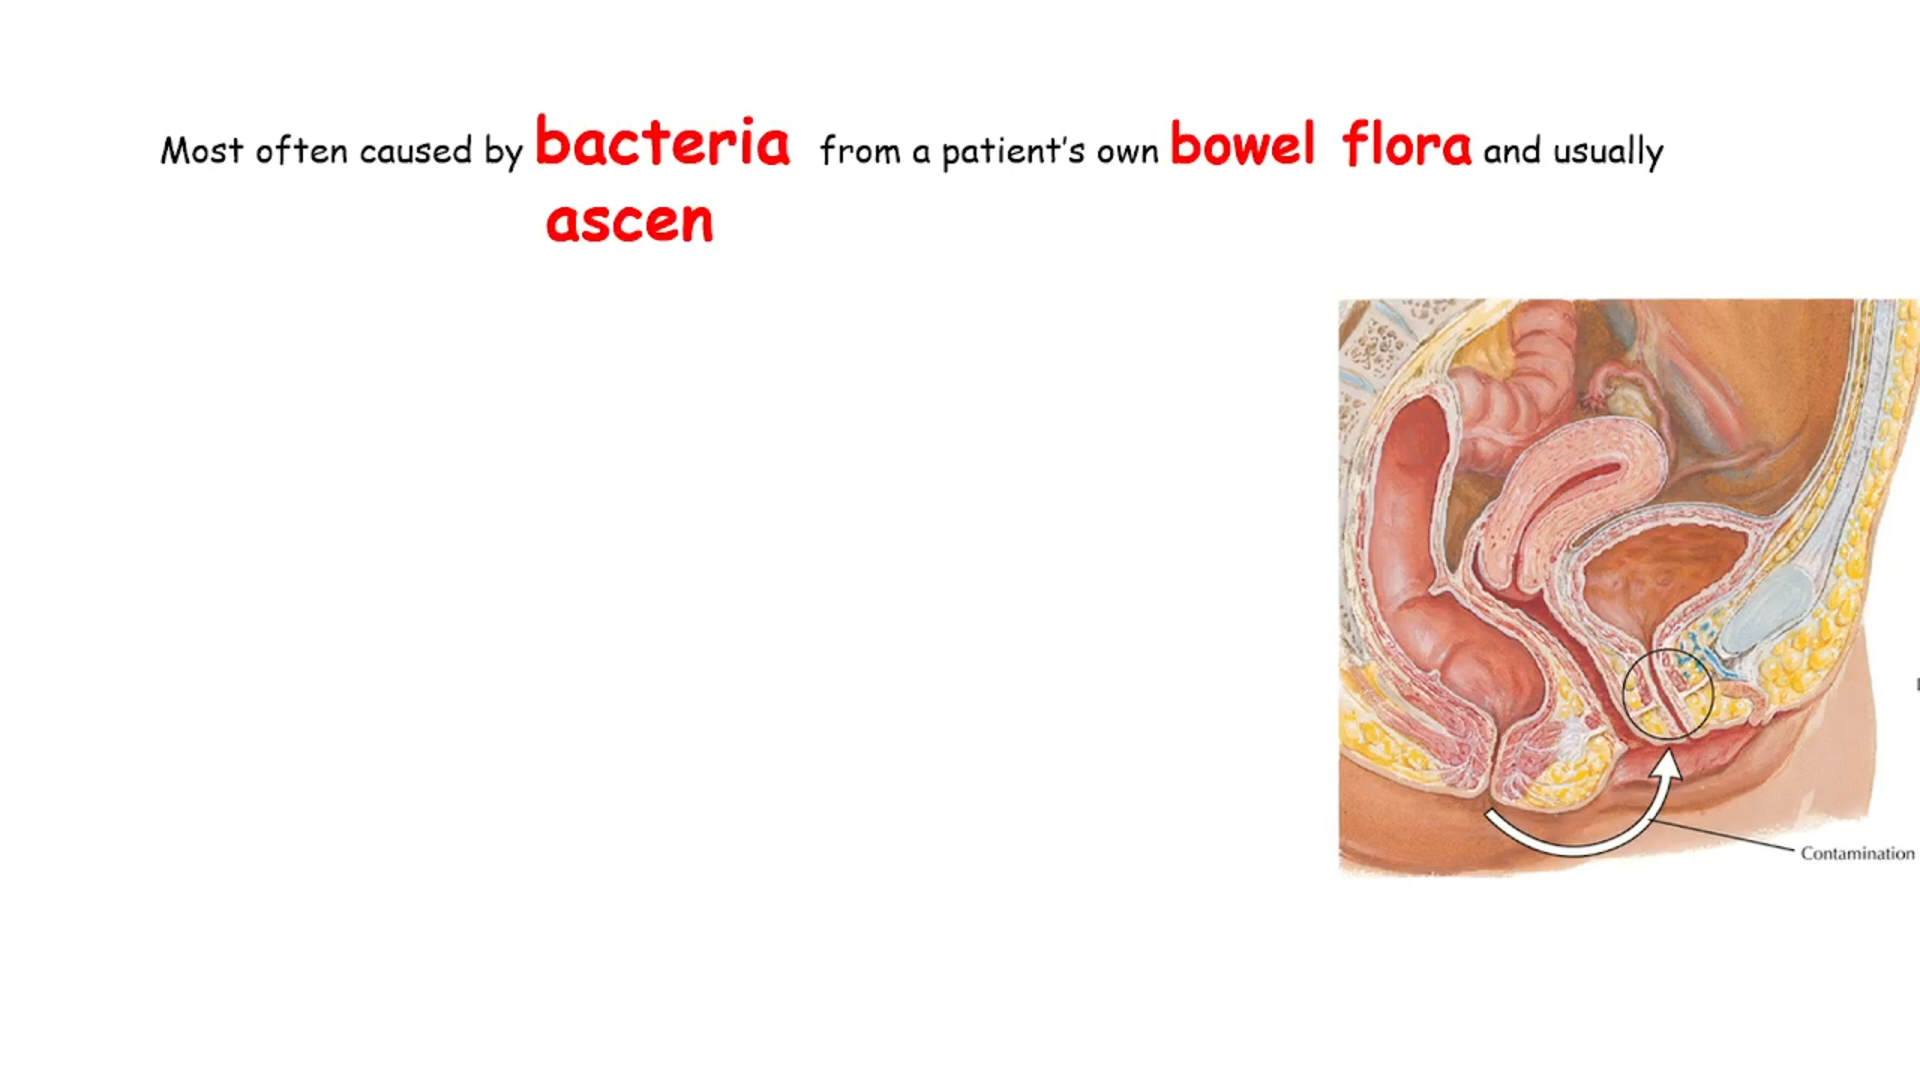 Most often caused by bacteria from a patient's own bowel flora and usually
ascen
Contamination